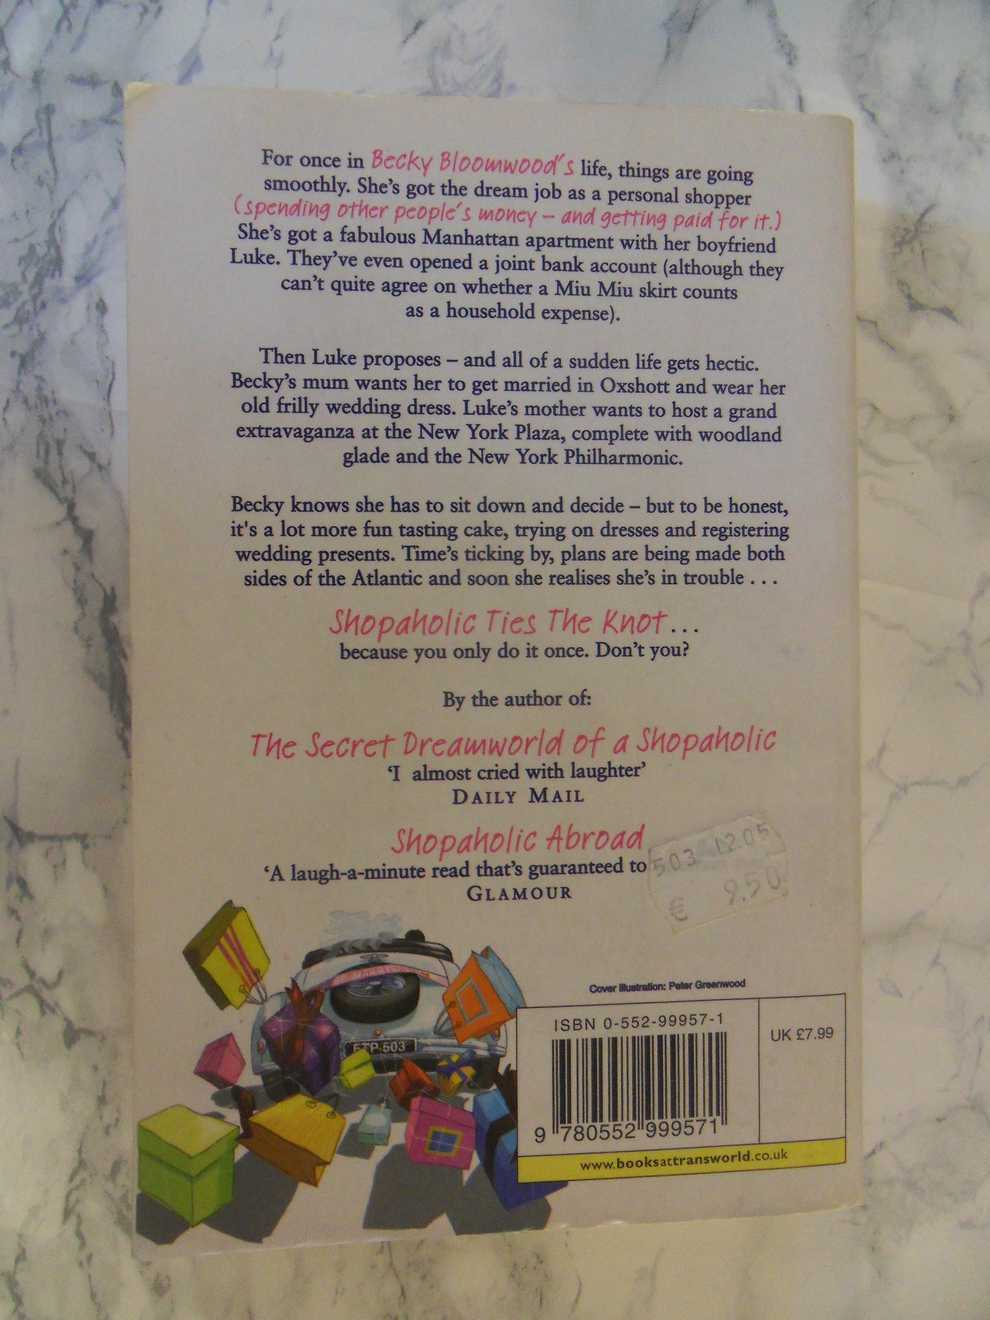 For once in Becky Bloomwood's life, things are going
smoothly. She's got the dream job as a personal shopper
(spending other people's money – and getting paid for it.)
She's got a fabulous Manhattan apartment with her boyfriend
Luke. They've even opened a joint bank account (although they
can't quite agree on whether a Miu Miu skirt counts
as a household expense).
Then Luke proposes – and all of a sudden life gets hectic.
Becky's mum wants her to get married in Oxshott and wear her
old frilly wedding dress. Luke's mother wants to host a grand
extravaganza at the New York Plaza, complete with woodland
glade and the New York Philharmonic.
Becky knows she has to sit down and decide – but to be honest,
it's a lot more fun tasting cake, trying on dresses and registering
wedding presents. Time's ticking by, plans are being made both
sides of the Atlantic and soon she realises she's in trouble . . .
Shopaholic Ties The Knot...
because you only do it once. Don't you?
By the author of:
The Secret Dreamworld of a Shopaholic
'I almost cried with laughter'
DAILY MAIL
Shopaholic Abroad
'A laugh-a-minute read that's guaranteed to
GLAMOUR
503 12.05
€ 9.50
Cover illustration: Peter Greenwood
ISBN 0-552-99957-1
UK £7.99
9 780552 999571
www.booksattransworld.co.uk
503